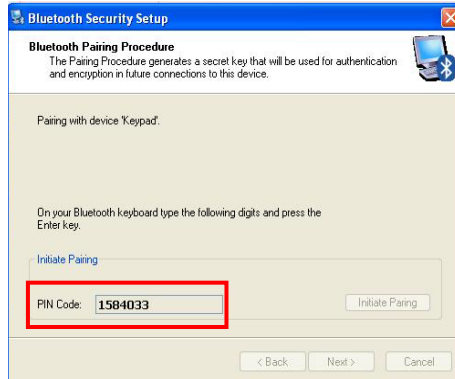 Bluetooth Security Setup
Bluetooth Pairing Procedure
The Pairing Procedure generates a secret key that will be used for authentication
and encryption in future connections to this device.
Pairing with device 'Keypad'.
On your Bluetooth keyboard type the following digits and press the
Enter key.
Initiate Pairing
PIN Code: 1584033 Initiate Paring
< Back Next > Cancel